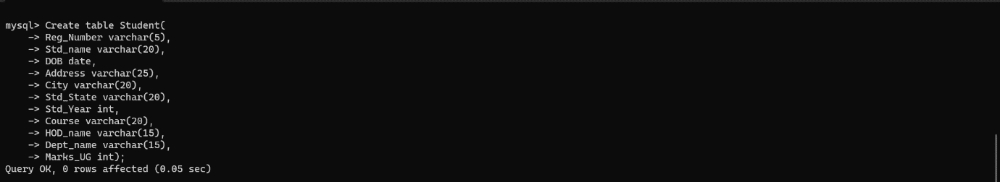 mysql> Create table Student(
    -> Reg_Number varchar(5),
    -> Std_name varchar(20),
    -> DOB date,
    -> Address varchar(25),
    -> City varchar(20),
    -> Std_State varchar(20),
    -> Std_Year int,
    -> Course varchar(20),
    -> HOD_name varchar(15),
    -> Dept_name varchar(15),
    -> Marks_UG int);
Query OK, 0 rows affected (0.05 sec)